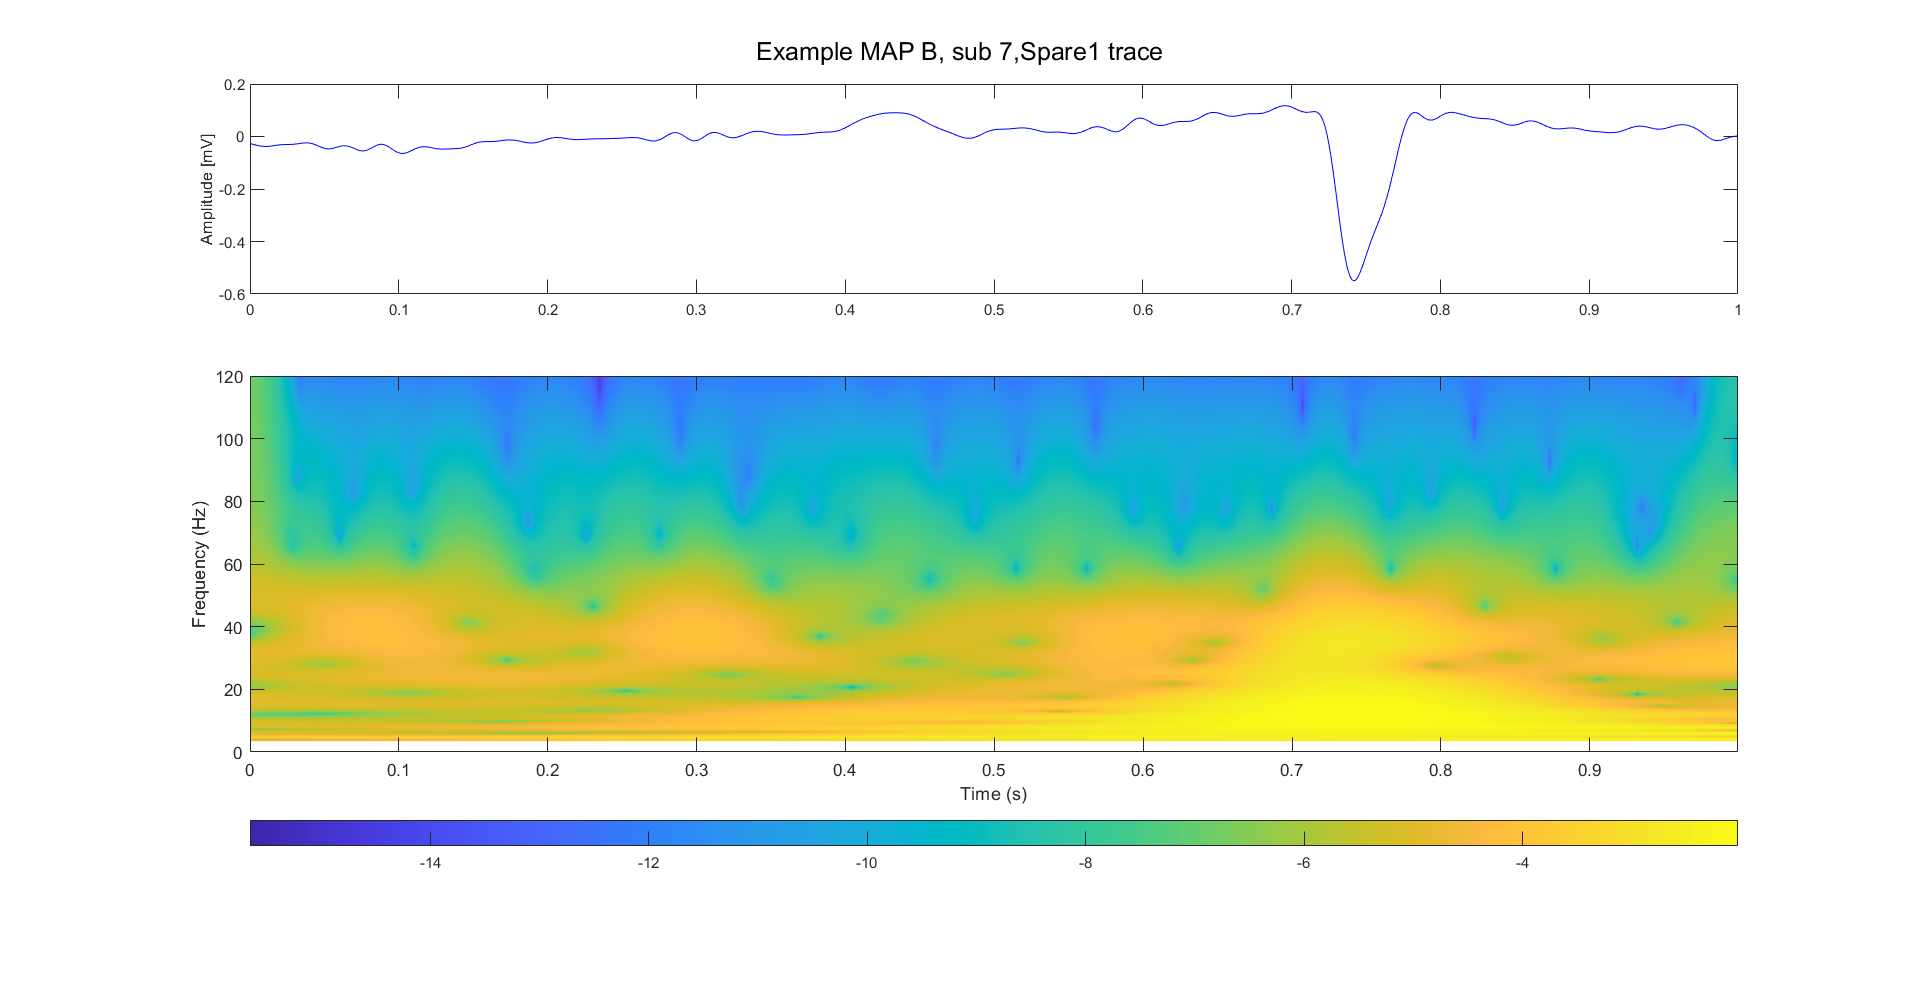 Example MAP B, sub 7,Spare1 trace
0.2
0
-0.2
-0.4
-0.6
Amplitude [mV]
0 0.1 0.2 0.3 0.4 0.5 0.6 0.7 0.8 0.9 1
120
100
80
60
40
20
0
Frequency (Hz)
0 0.1 0.2 0.3 0.4 0.5 0.6 0.7 0.8 0.9
Time (s)
-14 -12 -10 -8 -6 -4